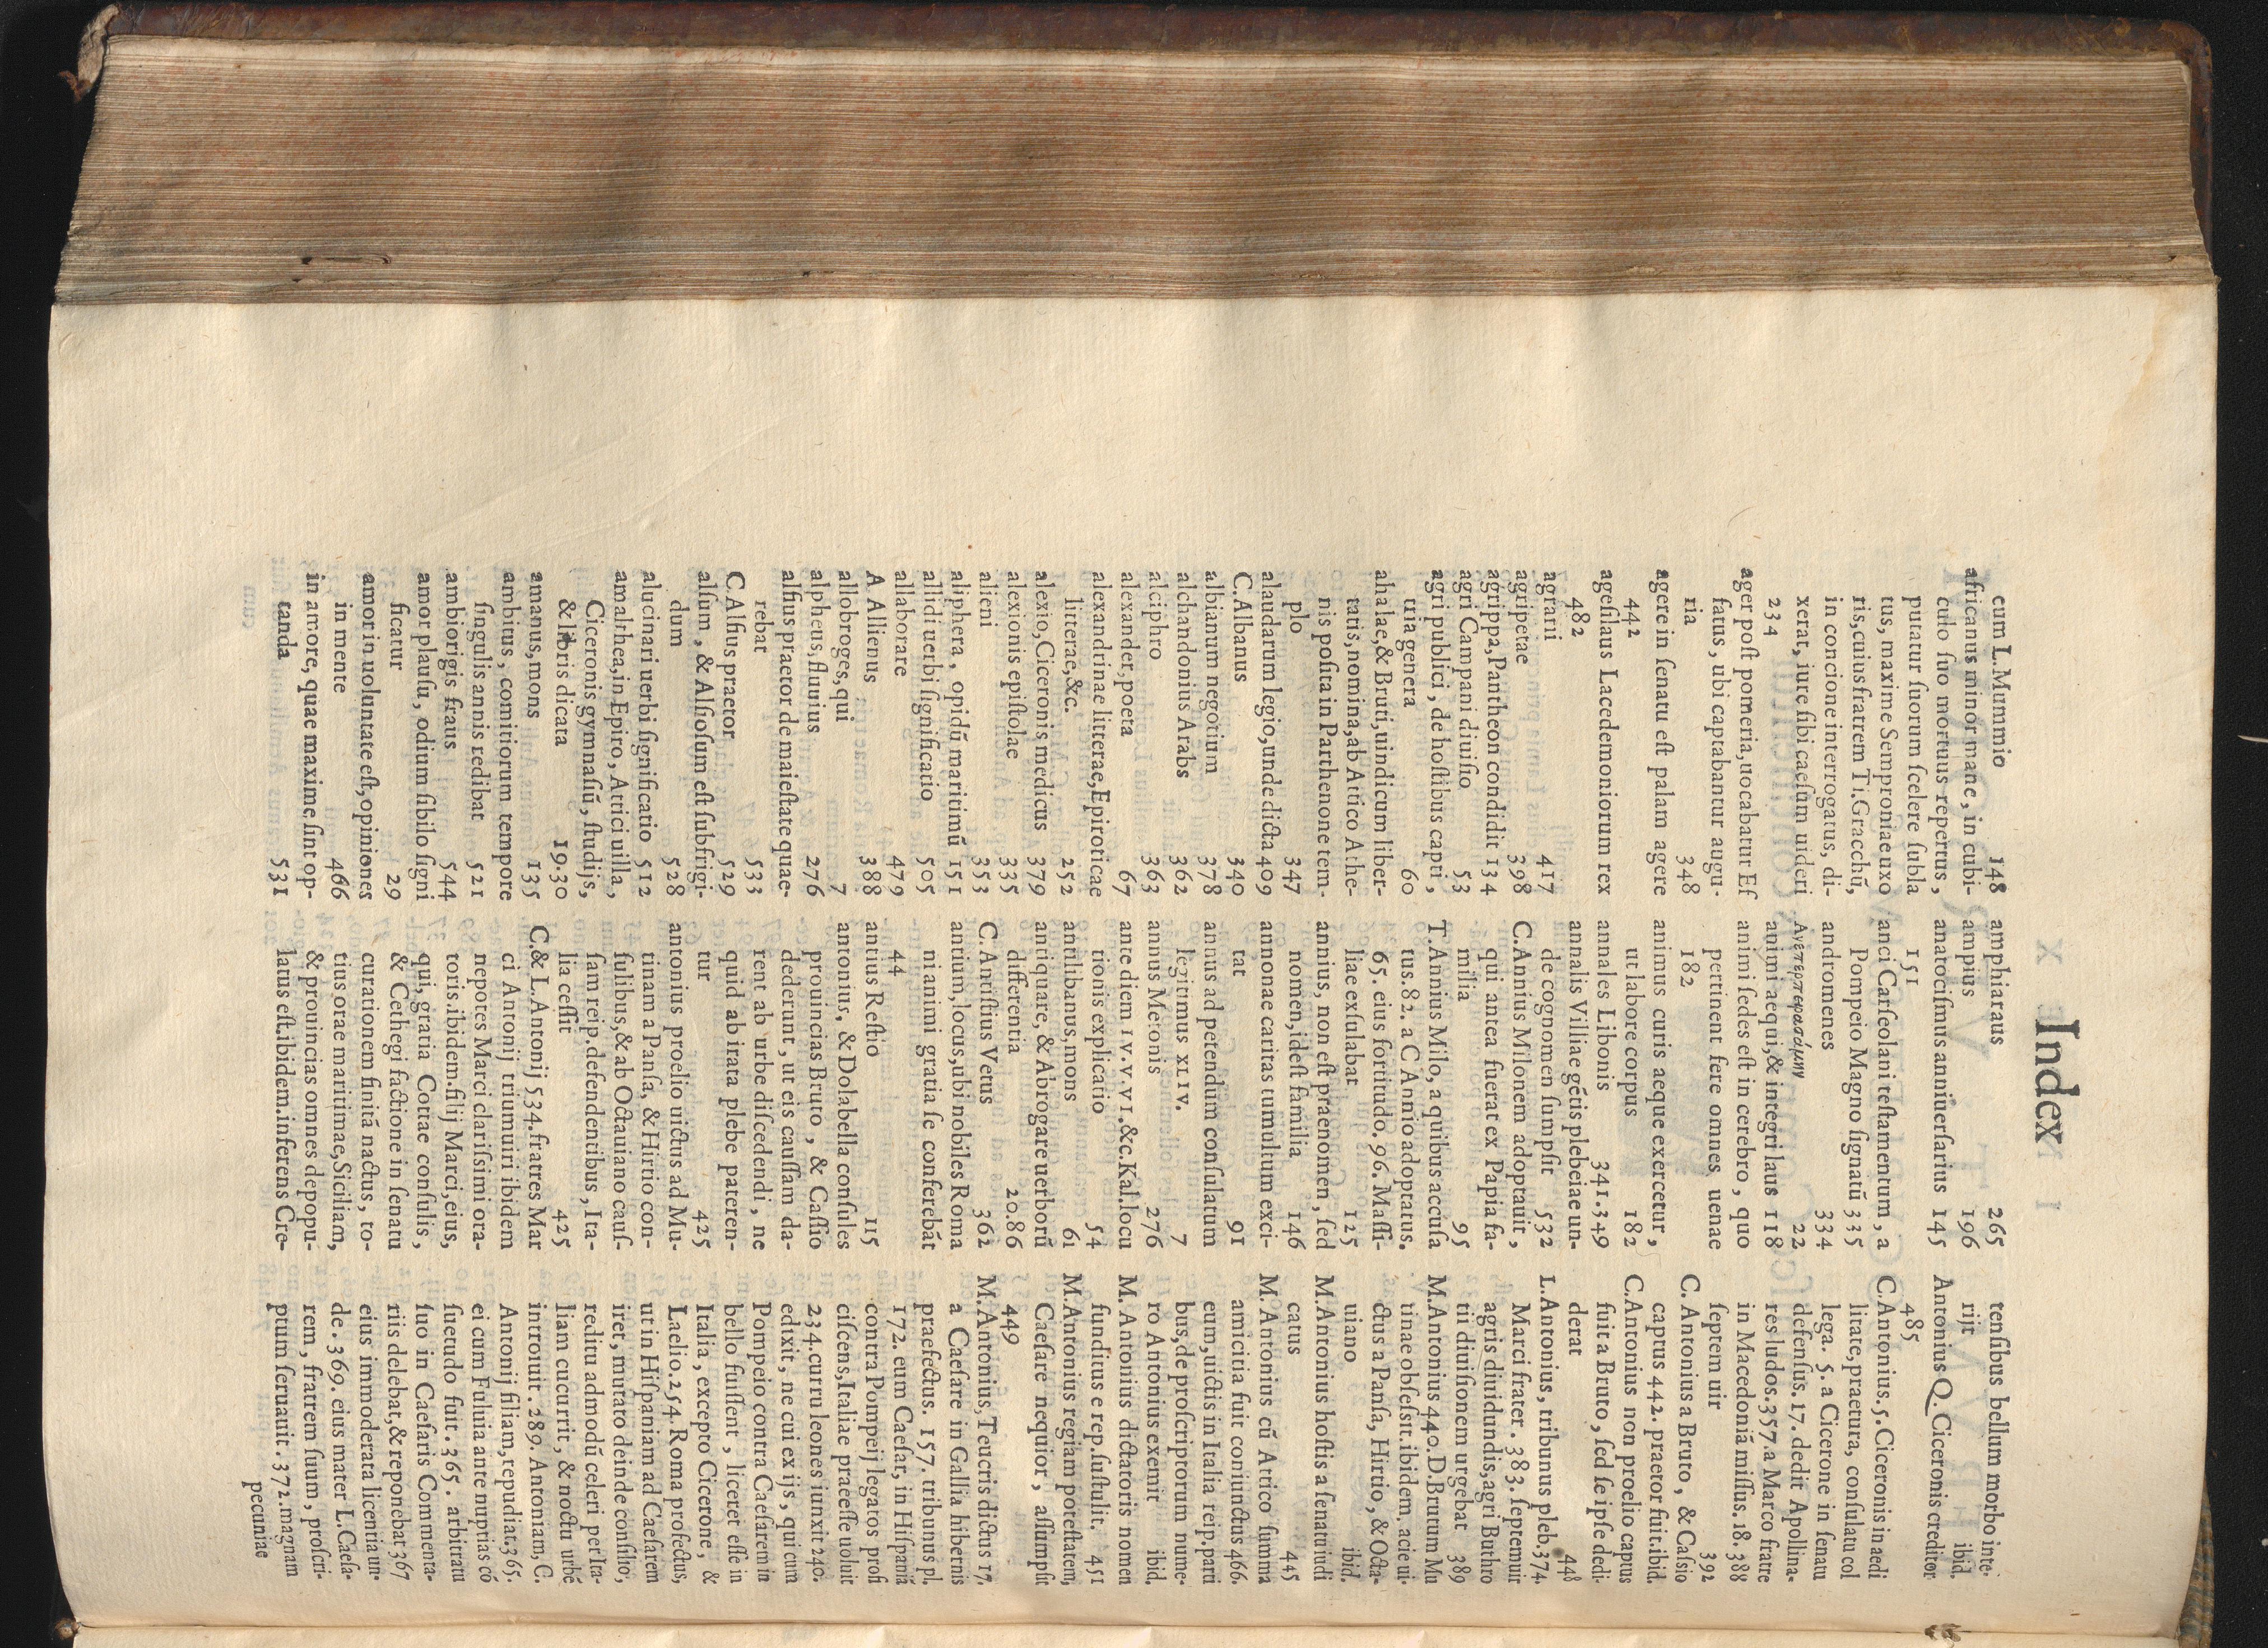 Index
cum L. Mummio 148
africanus minor mane, in cubi-
culo suo mortuus repertus,
putatur suorum scelere subla
tus, maxime Semproniae uxo
ris, cuius fratrem Ti. Gracchū,
in concione interrogatus, di-
xerat, iure sibi caesum uideri
234
ager post pomeria, uocabatur Ef
fatus, ubi captabantur augu-
ria 348
agere in senatu est palam agere
442
agesilaus Lacedemoniorum rex
482
agrarii 417
agripetae 398
agrippa, Pantheon condidit 134
agri Campani diuisio 53
agri publici, de hostibus capti,
tria genera 60
ahalae, & Bruti, uindicum liber-
tatis, nomina, ab Attico Athe-
nis posita in Parthenone tem-
plo 347
alaudarum legio, unde dicta 409
C. Albanus 340
albianum negotium 378
alchandonius Arabs 362
alciphro 363
alexander, poeta 67
alexandrinae litterae, Epiroticae
litterae, &c. 252
alexio, Ciceronis medicus 379
alexionis epistolae 335
alieni 353
aliphera, opidū maritimū 151
allidi uerbi significatio 505
allaborare 479
A Allienus 388
allobroges, qui 7
alpheus, fluuius 276
alfius praetor de maiestate quae-
rebat 533
C. Alfius praetor 529
alsum, & Alsiosum est subfrigi-
dum 528
alucinari uerbi significatio 512
amalthea, in Epiro, Attici uilla,
Ciceronis gymnasiū, studijs,
& libris dicata 19.30
amanus, mons 135
ambitus, comitiorum tempore
singulis annis redibat 521
ambiorigis fraus 544
amor plausu, odium sibilo signi
ficatur 29
amor in uoluntate est, opiniones
in mente 466
in amore, quae maxime sint op-
tanda 531
amphiaraus 265
ampius 196
anatocismus anniuersarius 145
151
anci Carseolani testamentum, a
Pompeio Magno signatū 335
andromenes 334
22
animi aequi, & integri laus 118
animi sedes est in cerebro, quo
pertinent fere omnes uenae
182
animus curis aeque exercetur,
ut labore corpus 182
annales Libonis 341.349
annalis Villiae gētis plebeiae un-
de cognomen sumpsit 532
C. Annius Milonem adoptauit,
qui antea fuerat ex Papia fa-
milia 95
T. Annius Milo, a quibus accusa
tus. 82. a C Annio adoptatus.
65. eius fortitudo. 96. Massi-
liae exsulabat 125
annius, non est praenomen, sed
nomen, idest familia 146
annonae caritas tumultum exci-
tat 91
annus ad petendum consulatum
legitimus XLIV. 7
annus Metonis 276
ante diem IV. V. VI. &c. Kal. locu
tionis explicatio 54
antilibanus, mons 61
antiquare, & Abrogare uerborū
differentia 20.86
C. Antistius Vetus 362
antium, locus, ubi nobiles Roma
ni animi gratia se conferebāt
44
antius Restio 115
antonius, & Dolabella consules
prouincias Bruto, & Cassio
dederunt, ut eis caussam da-
rent ab urbe discedendi, ne
quid ab irata plebe pateren-
tur 425
antonius proelio uictus ad Mu-
tinam a Pansa, & Hirtio con-
sulibus, & ab Octauiano caus-
sam reip. defendentibus, Ita-
lia cessit 425
C. & L. Antonij 534. fratres Mar
ci Antonij triumuiri ibidem
nepotes Marci clarissimi ora-
toris. ibidem. filij Marci, eius,
qui, gratia Cottae consulis,
& Cethegi factione in senatu
curationem finitā nactus, to-
tius orae maritimae, Siciliam,
& prouincias omnes depopu-
latus est. ibidem. inferens Cre-
tensibus bellum morbo inte-
rijt ibid.
Antonius Q. Ciceronis creditor
485
C. Antonius. 5. Ciceronis in aedi
litate, praetura, consulatu col
lega. 5. a Cicerone in senatu
defensus. 17. dedit Apollina-
res ludos. 357. a Marco fratre
in Macedoniā missus. 18. 388
septemuir 392
C. Antonius a Bruto, & Cassio
captus 442. praetor fuit. ibid.
C. Antonius non proelio captus
fuit a Bruto, sed se ipse dedi-
derat 448
L. Antonius, tribunus pleb. 374.
Marci frater. 383. septemuir
agris diuidundis, agri Buthro
tii diuisionem urgebat 389
M. Antonius 440. D. Brutum Mu
tinae obsessit. ibidem. acie ui-
ctus a Pansa, Hirtio, & Octa-
uiano ibid.
M. Antonius hostis a senatu iudi
catus 445
M. Antonius cū Attico summa
amicitia fuit coniunctus 466.
eum, uictis in Italia reip. parti
bus, de proscriptorum nume-
ro Antonius exemit ibid.
M. Antonius dictatoris nomen
funditus e rep. sustulit. 451
M. Antonius regiam potestatem,
Caesare nequior, assumpsit
449
M. Antonius, Teucris dictus 17.
a Caesare in Gallia hibernis
praefectus. 157. tribunus pl.
172. eum Caesar, in Hispaniā
contra Pompeij legatos profi
ciscens, Italiae praeesse uoluit
234. curru leones iunxit 240.
edixit, ne cui ex ijs, qui cum
Pompeio contra Caesarem in
bello fuissent, liceret esse in
Italia, excepto Cicerone, &
Laelio. 254. Roma profectus,
ut in Hispaniam ad Caesarem
iret, mutato deinde consilio,
reditu admodū celeri per Ita-
liam cucurrit, & noctu urbē
introiuit. 289. Antoniam, C.
Antonij filiam, repudiat. 365.
ei cum Fuluia ante nuptias cō
suetudo fuit. 365. arbitratu
suo in Caesaris Commenta-
riis delebat, & reponebat 367
eius immoderata licentia un-
de. 369. eius mater L. Caesa-
rem, fratrem suum, proscri-
ptum seruauit. 372. magnam
pecuniae